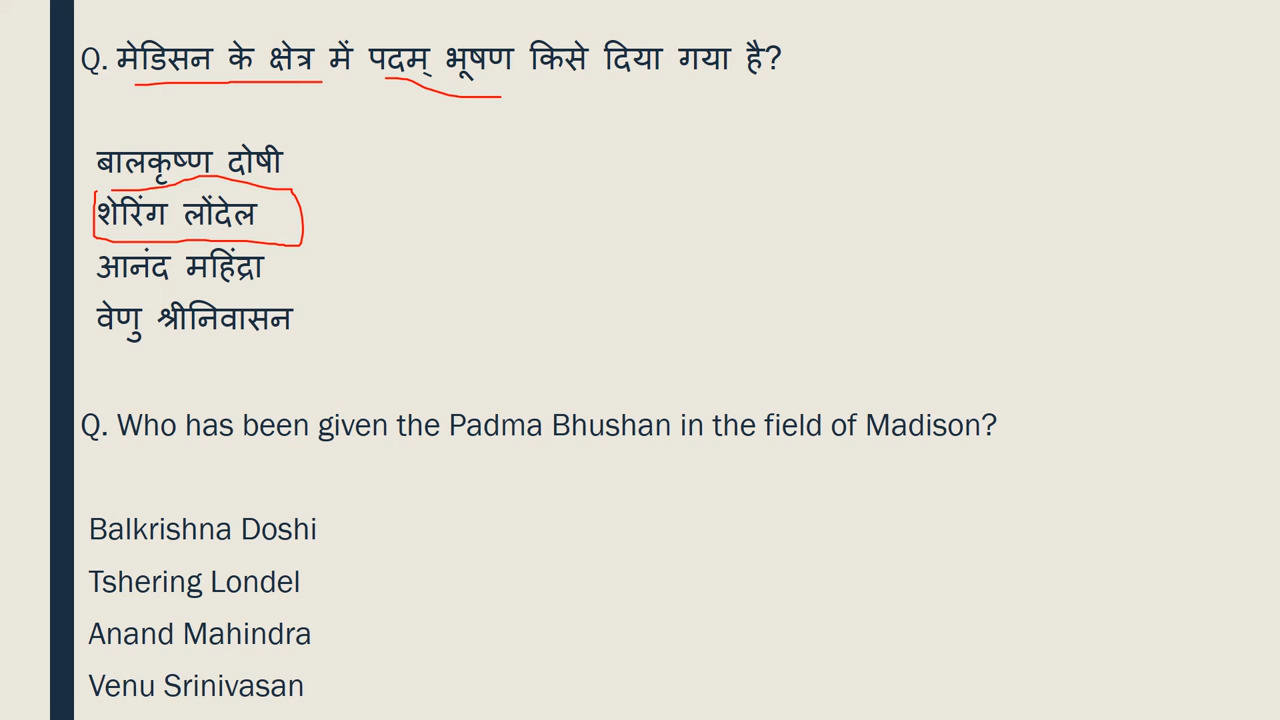 Q. मेडिसन के क्षेत्र में पदम् भूषण किसे दिया गया है?
बालकृष्ण दोषी
शेरिंग लोंदेल
आनंद महिंद्रा
वेणु श्रीनिवासन
Q. Who has been given the Padma Bhushan in the field of Madison?
Balkrishna Doshi
Tshering Londel
Anand Mahindra
Venu Srinivasan